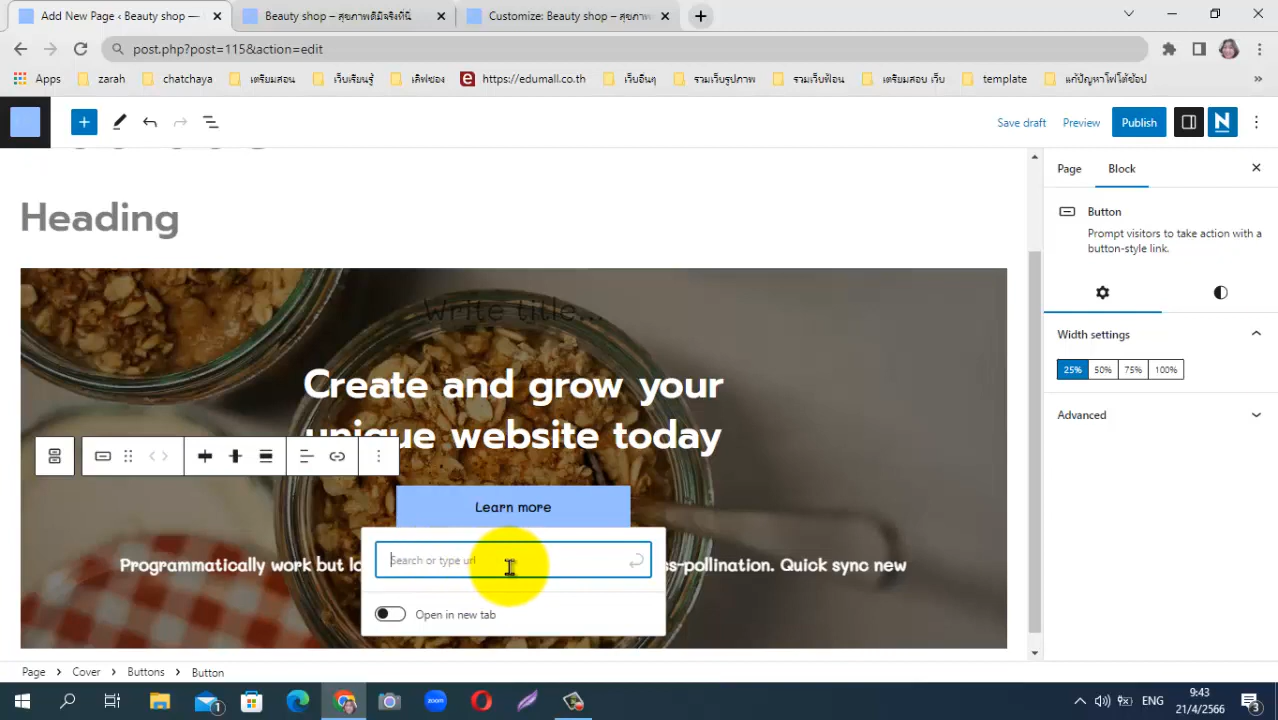 Add New Page ‹ Beauty shop —
Beauty shop – สุขภาพดีมีจริงที่นี่
Customize: Beauty shop – สุขภาพ
post.php?post=115&action=edit
Apps
zarah
chatchaya
เตรียมสอน
เว็บเรียนรู้
เลิฟของ
https://edumall.co.th
เว็บอื่นๆ
รวมเว็บรูปภาพ
รวมเว็บฟ้อน
เตรียมสอบ เว็บ
template
แก้ปัญหาโฟโต้ช้อป
»
Save draft
Preview
Publish
N
Page
Block
Heading
Button
Prompt visitors to take action with a
button-style link.
Write title...
Width settings
25%
50%
75%
100%
Create and grow your
unique website today
Advanced
Learn more
Search or type url
Programmatically work but lo
ss-pollination. Quick sync new
Open in new tab
Page
Cover
Buttons
Button
1
zoom
ENG
9:43
21/4/2566
3